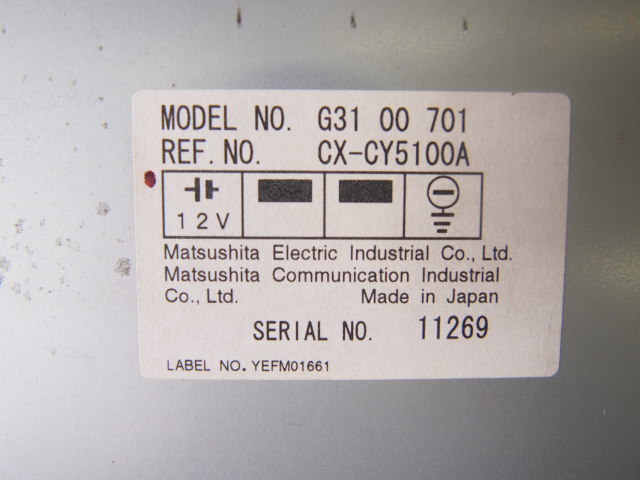 MODEL NO. G31 00 701
REF. NO. CX-CY5100A
12V
Matsushita Electric Industrial Co., Ltd.
Matsushita Communication Industrial
Co., Ltd. Made in Japan
SERIAL NO. 11269
LABEL NO. YEFM01661